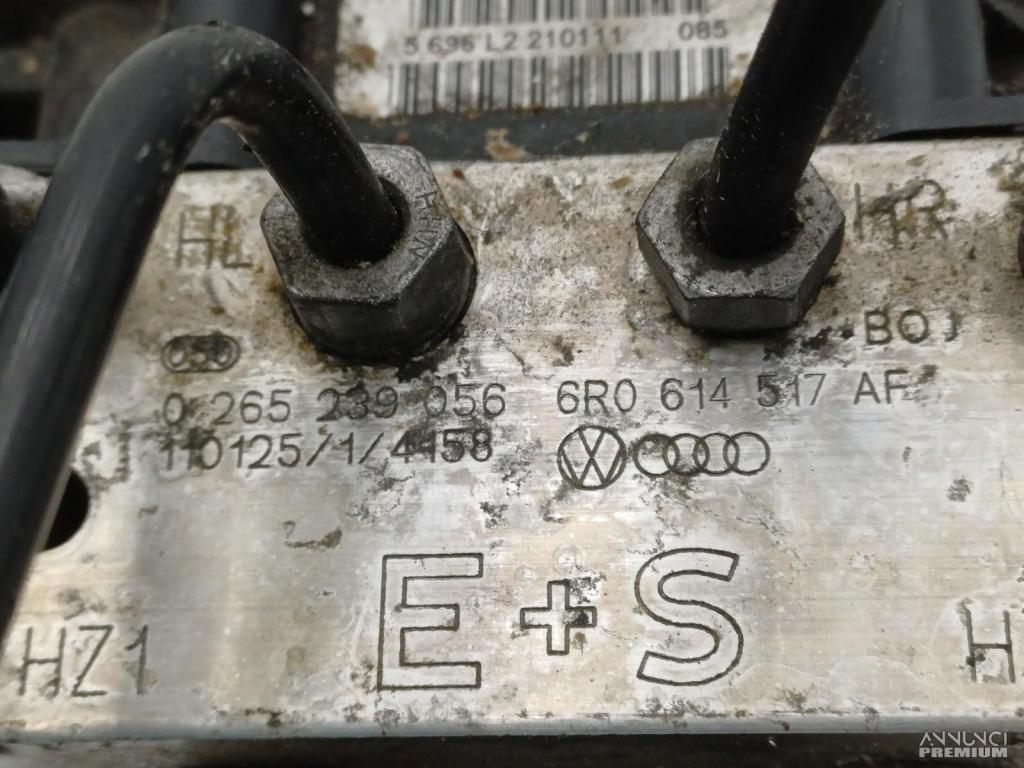 5 696 L2 210111 085
HL HR
BOJ
0 265 239 056 6R0 614 517 AF
110125/1/4158
E+S
HZ1 H
ANNUNCI
PREMIUM